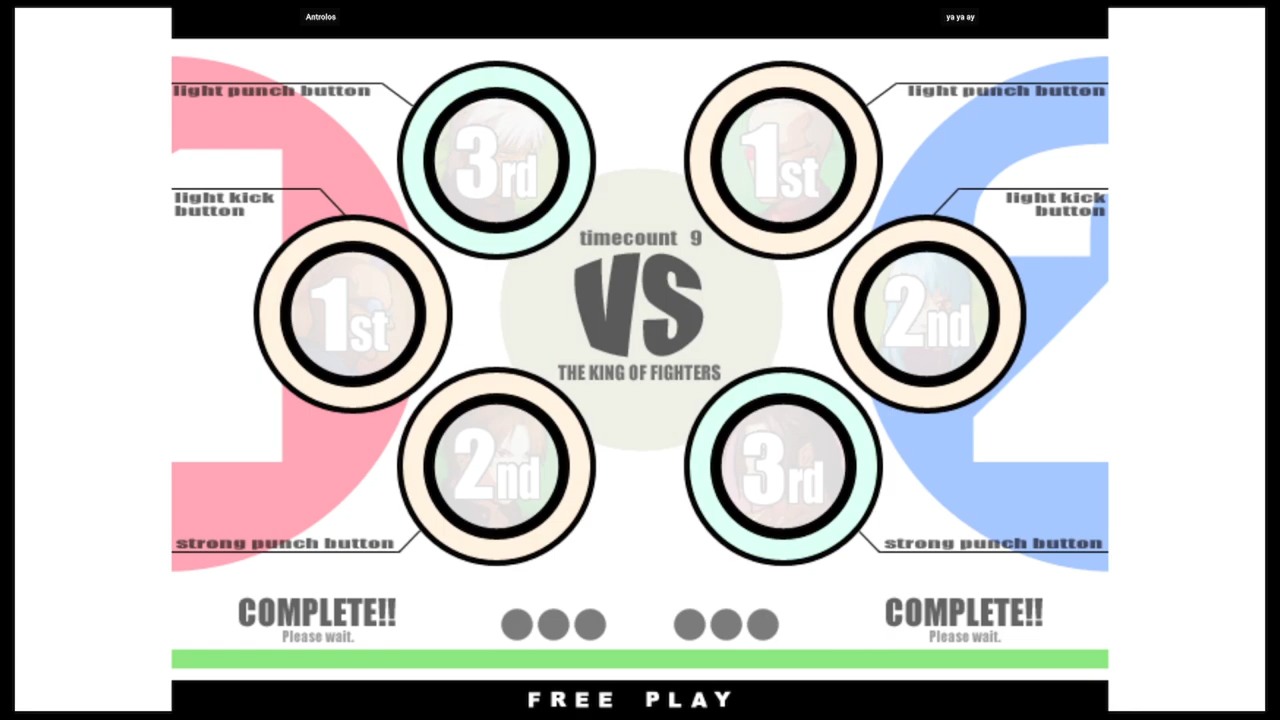 Antrolos
ya ya ay
light punch button
light punch button
3rd
1st
light kick
button
light kick
button
timecount 9
1st
VS
2nd
THE KING OF FIGHTERS
2nd
3rd
strong punch button
strong punch button
COMPLETE!!
Please wait.
COMPLETE!!
Please wait.
FREE PLAY
1
2